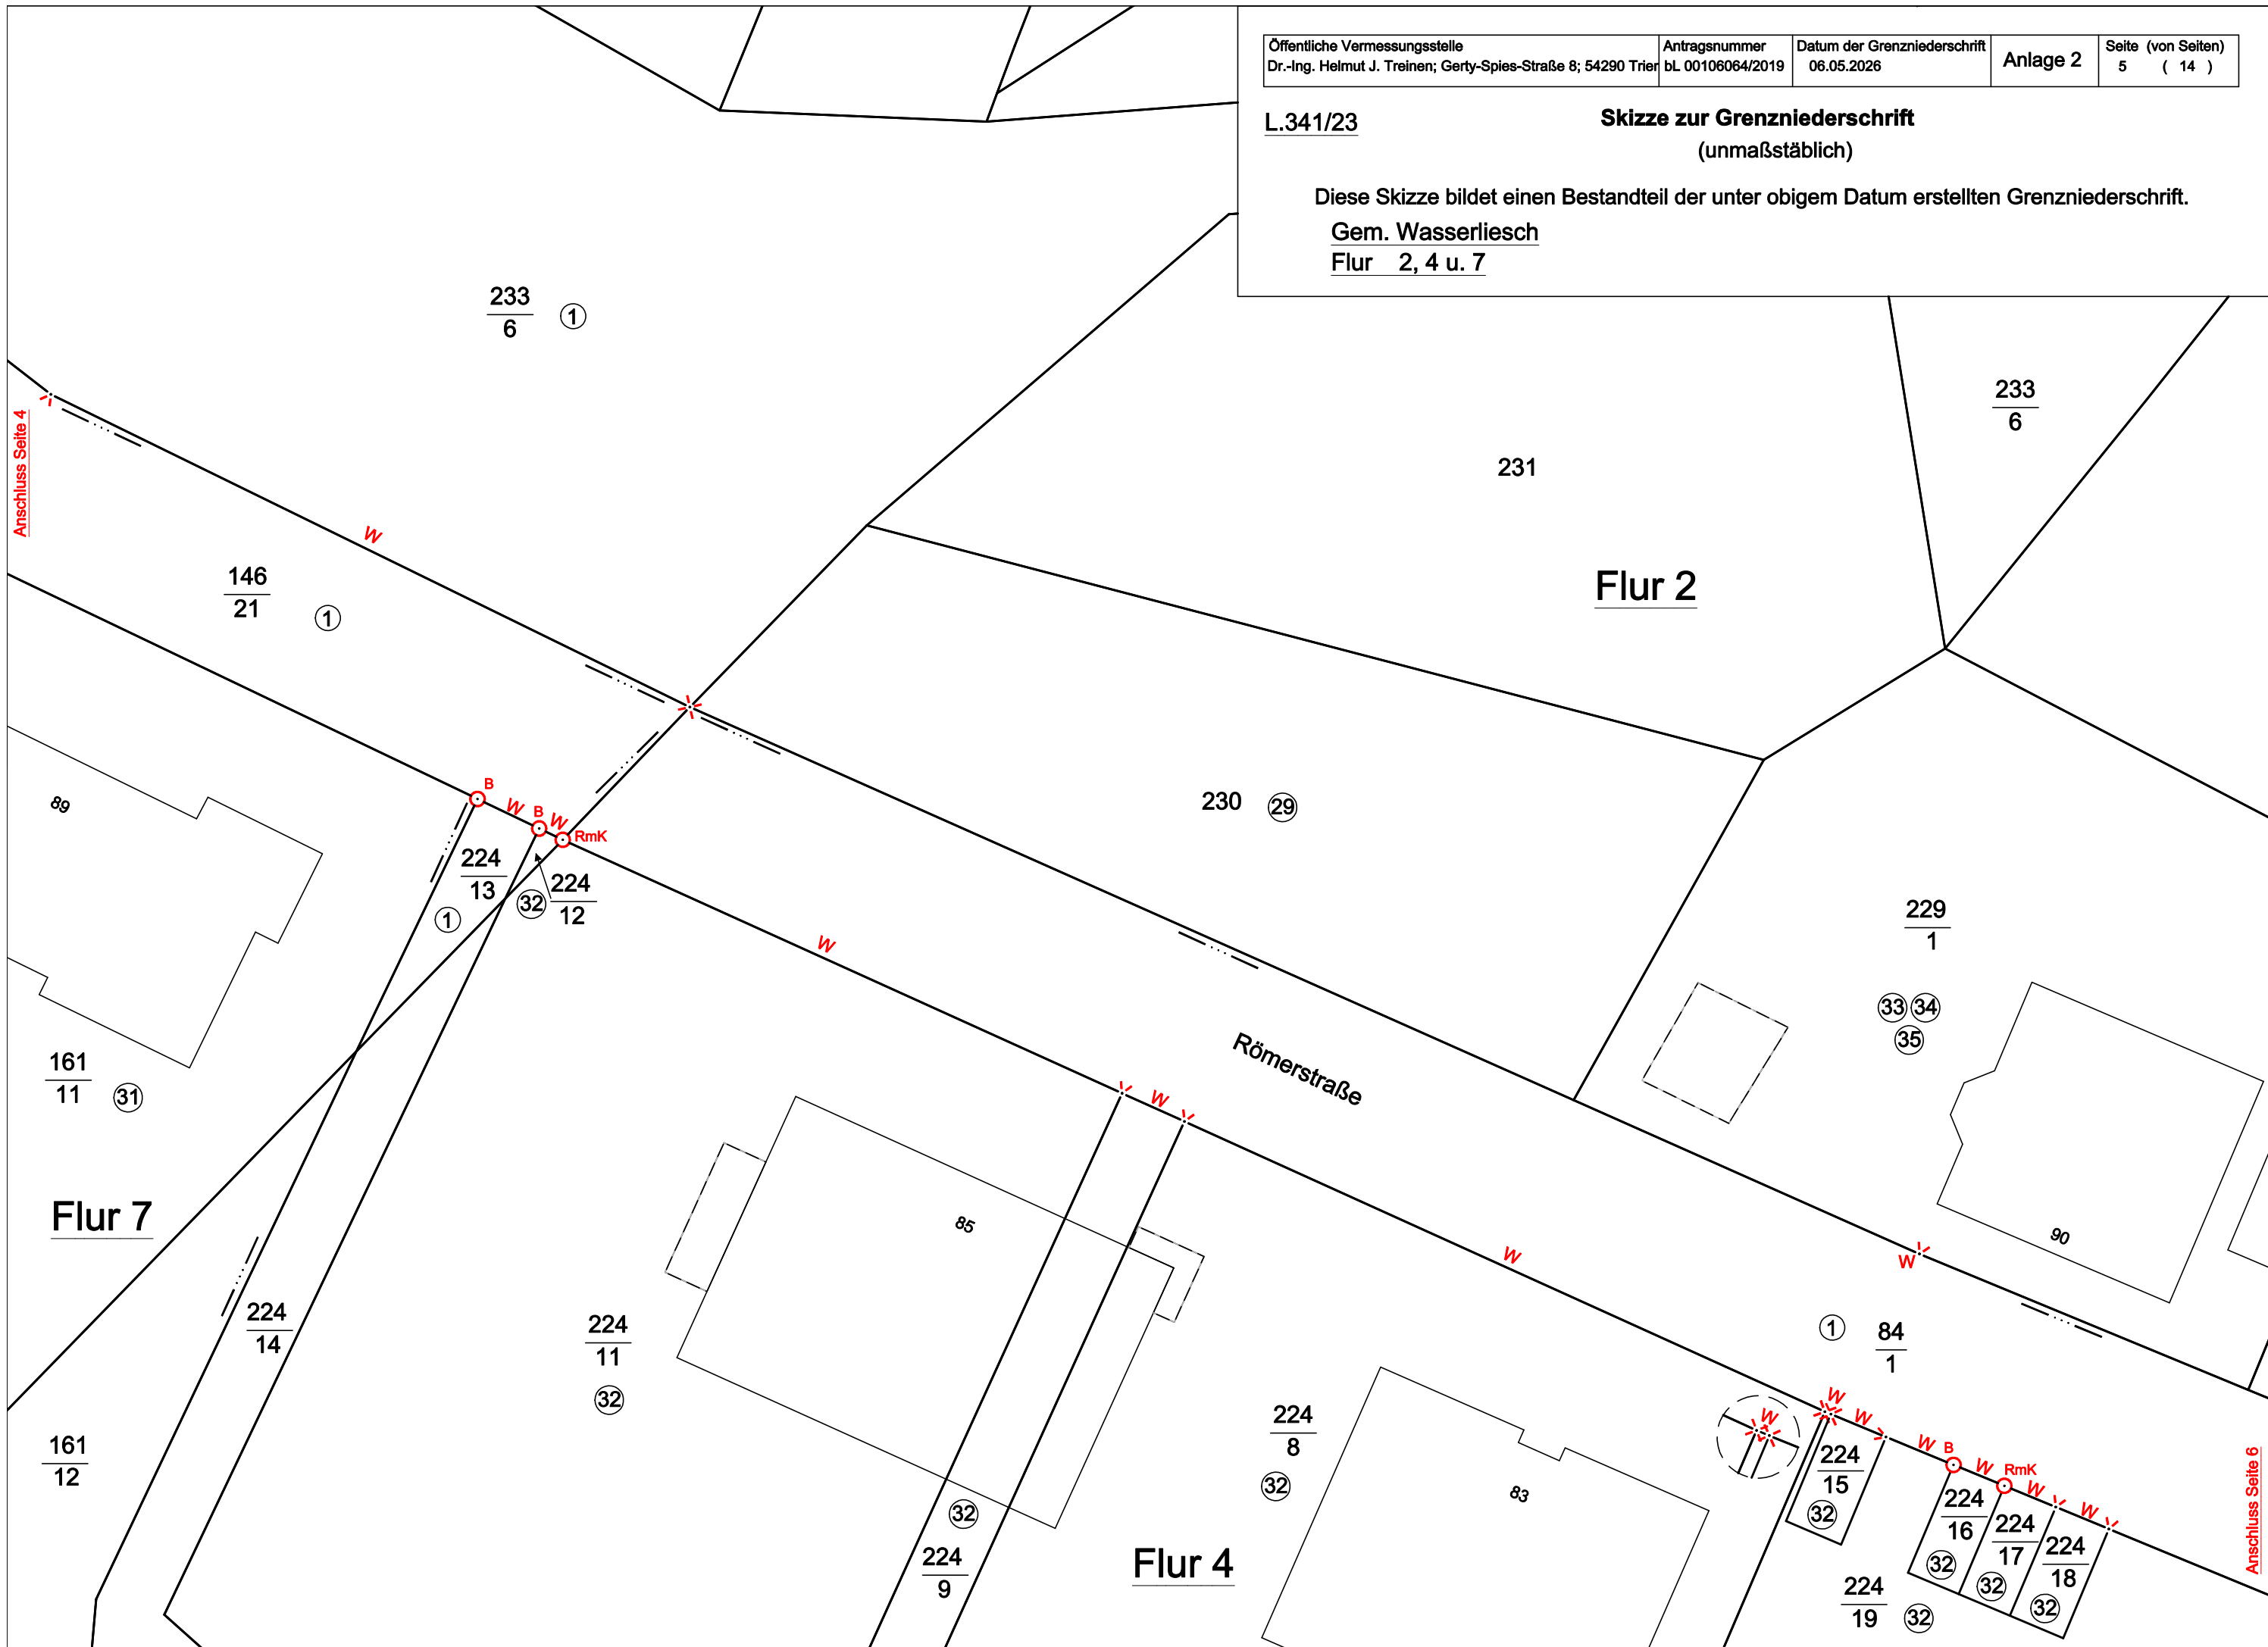 Öffentliche Vermessungsstelle
Dr.-Ing. Helmut J. Treinen; Gerty-Spies-Straße 8; 54290 Trier
Antragsnummer
bL 00106064/2019
Datum der Grenzniederschrift
06.05.2026
Anlage 2
Seite (von Seiten)
5 ( 14 )
L.341/23
Skizze zur Grenzniederschrift
(unmaßstäblich)
Diese Skizze bildet einen Bestandteil der unter obigem Datum erstellten Grenzniederschrift.
Gem. Wasserliesch
Flur 2, 4 u. 7
233
6
1
233
6
Anschluss Seite 4
231
W
146
21
1
Flur 2
B
W
B
W
RmK
89
230
29
224
13
1
32
224
12
229
1
33 34
35
W
Römerstraße
161
11
31
W
Flur 7
85
W
90
W
224
14
224
11
32
1
84
1
161
12
224
8
32
83
W
W
W
224
15
32
W
B
W
RmK
W
W
224
16
32
224
17
32
224
18
32
32
224
9
Flur 4
224
19
32
Anschluss Seite 6